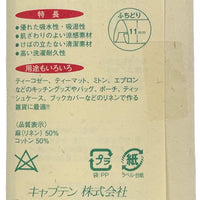 特長
●優れた吸水性・吸湿性
●肌ざわりのよい涼感素材
●けばの立たない清潔素材
●高い洗濯耐久性
ふちどり
11mm
用途もいろいろ
ティーコゼー、ティーマット、ミトン、エプロン
などのキッチングッズやバッグ、ポーチ、ティッ
シュケース、ブックカバーなどのリネンで作る
雑貨に最適!
(品質表示)
麻(リネン) 50%
コットン 50%
プラ
袋:PP
紙
ラベル・台紙
キャプテン 株式会社